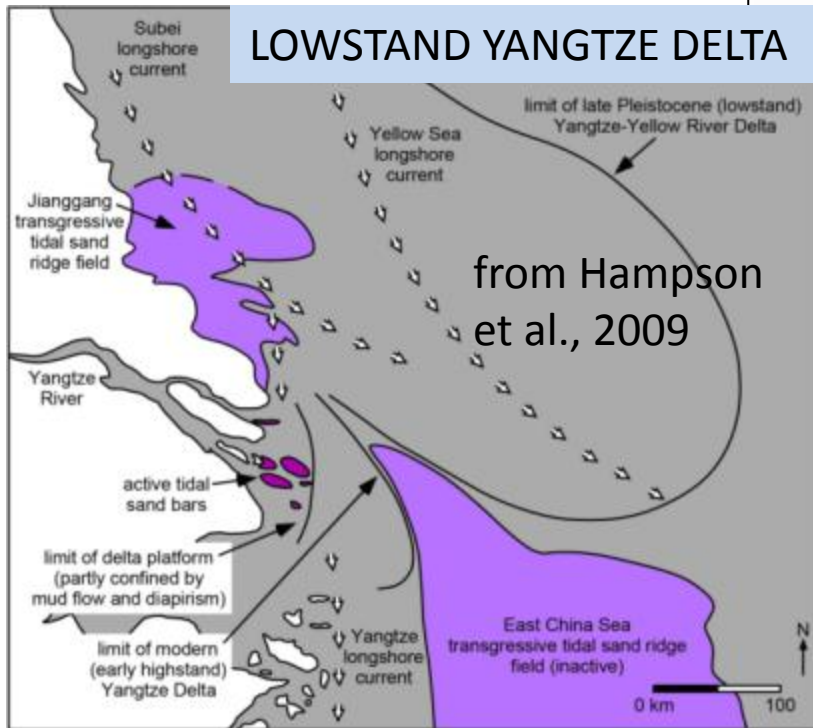 LOWSTAND YANGTZE DELTA
Subei
longshore
current
limit of late Pleistocene (lowstand)
Yangtze-Yellow River Delta
Yellow Sea
longshore
current
Jianggang
transgressive
tidal sand
ridge field
from Hampson
et al., 2009
Yangtze
River
active tidal
sand bars
limit of delta platform
(partly confined by
mud flow and diapirism)
limit of modern
(early highstand)
Yangtze Delta
Yangtze
longshore
current
East China Sea
transgressive tidal sand ridge
field (inactive)
N
0 km 100